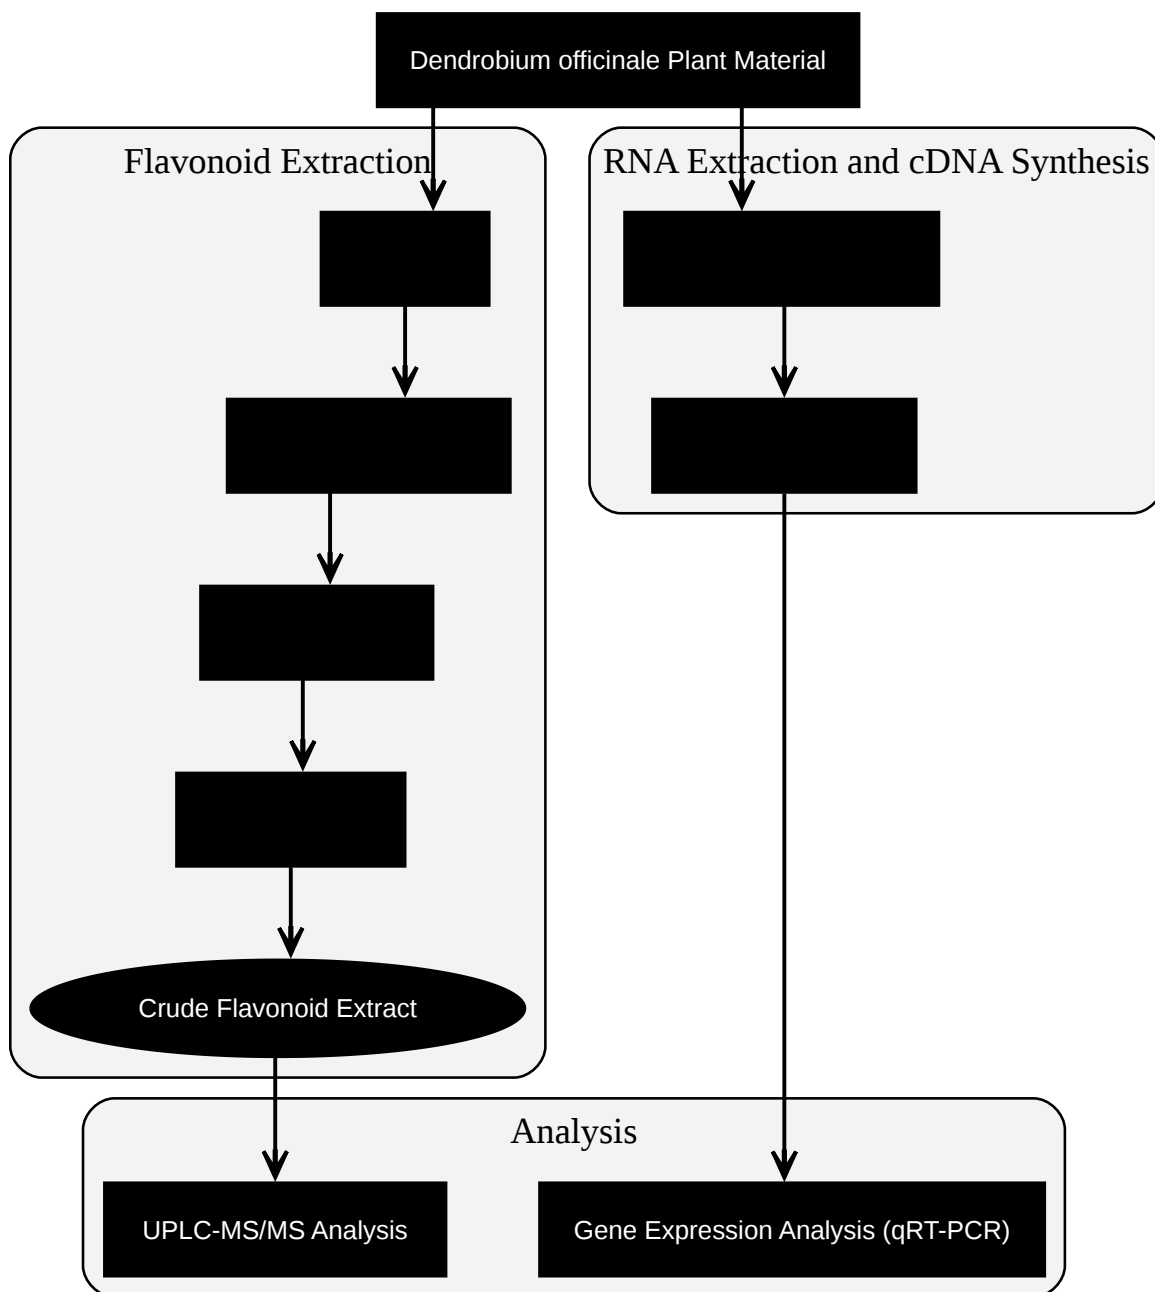 Dendrobium officinale Plant Material
Flavonoid Extraction
RNA Extraction and cDNA Synthesis
Crude Flavonoid Extract
Analysis
UPLC-MS/MS Analysis
Gene Expression Analysis (qRT-PCR)